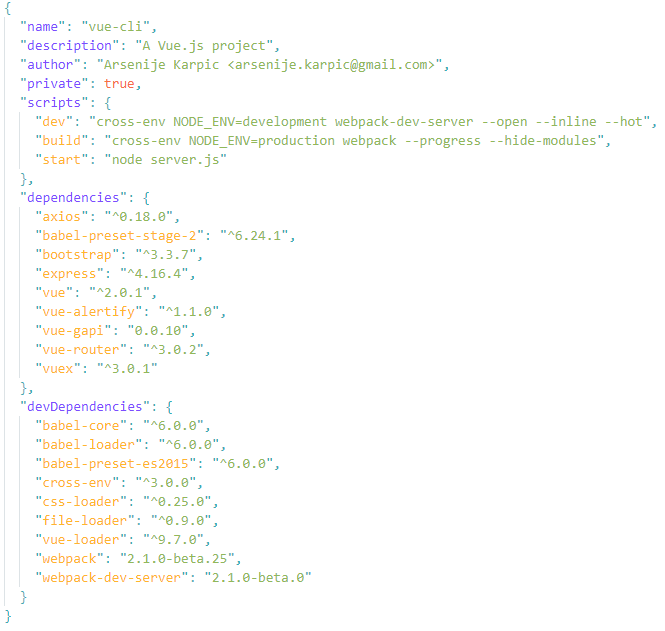 {
  "name": "vue-cli",
  "description": "A Vue.js project",
  "author": "Arsenije Karpic <arsenije.karpic@gmail.com>",
  "private": true,
  "scripts": {
    "dev": "cross-env NODE_ENV=development webpack-dev-server --open --inline --hot",
    "build": "cross-env NODE_ENV=production webpack --progress --hide-modules",
    "start": "node server.js"
  },
  "dependencies": {
    "axios": "^0.18.0",
    "babel-preset-stage-2": "^6.24.1",
    "bootstrap": "^3.3.7",
    "express": "^4.16.4",
    "vue": "^2.0.1",
    "vue-alertify": "^1.1.0",
    "vue-gapi": "0.0.10",
    "vue-router": "^3.0.2",
    "vuex": "^3.0.1"
  },
  "devDependencies": {
    "babel-core": "^6.0.0",
    "babel-loader": "^6.0.0",
    "babel-preset-es2015": "^6.0.0",
    "cross-env": "^3.0.0",
    "css-loader": "^0.25.0",
    "file-loader": "^0.9.0",
    "vue-loader": "^9.7.0",
    "webpack": "2.1.0-beta.25",
    "webpack-dev-server": "2.1.0-beta.0"
  }
}